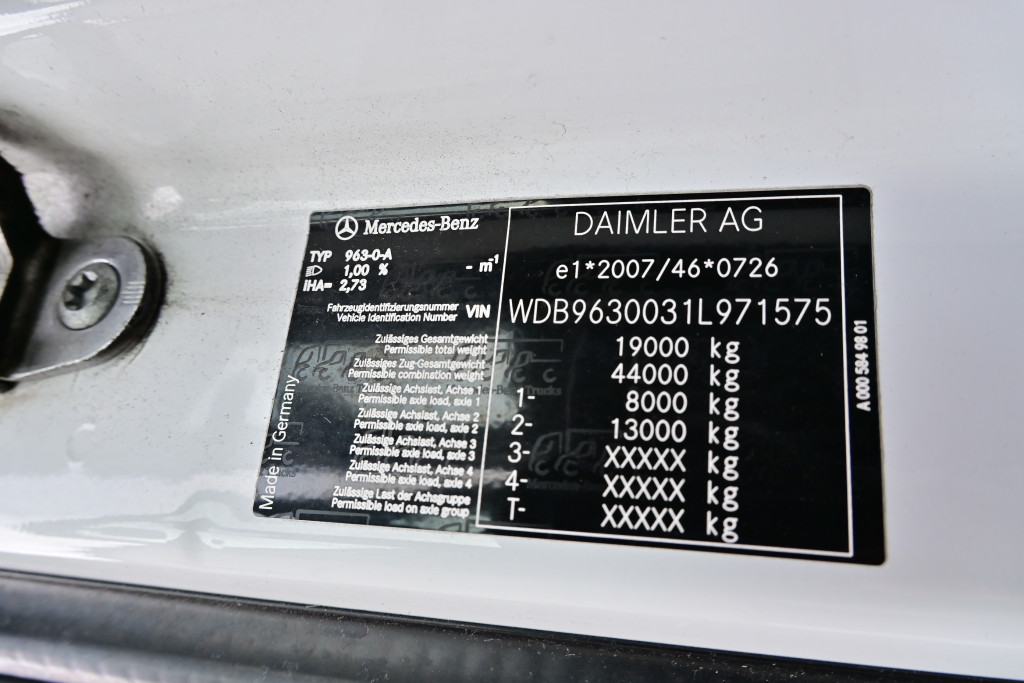 Mercedes-Benz
TYP 963-0-A
1,00 % - m-1
iHA= 2,73
Fahrzeugidentifizierungsnummer
Vehicle Identification Number VIN
Zulässiges Gesamtgewicht
Permissible total weight
Zulässiges Zug-Gesamtgewicht
Permissible combination weight
Zulässige Achslast, Achse 1
Permissible axle load, axle 1
Zulässige Achslast, Achse 2
Permissible axle load, axle 2
Zulässige Achslast, Achse 3
Permissible axle load, axle 3
Zulässige Achslast, Achse 4
Permissible axle load, axle 4
Zulässige Last der Achsgruppe
Permissible load on axle group
Made in Germany
DAIMLER AG
e1*2007/46*0726
WDB9630031L971575
19000 kg
44000 kg
1- 8000 kg
2- 13000 kg
3- XXXXX kg
4- XXXXX kg
T- XXXXX kg
A 000 584 98 01